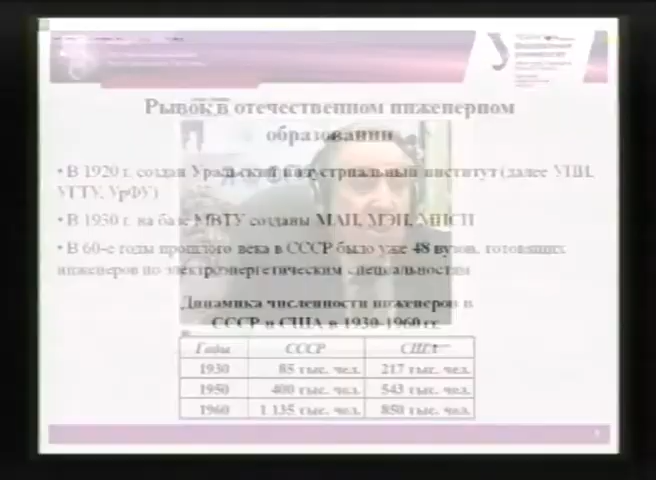 Рывок в отечественном инженерном
образовании
• В 1920 г. создан Уральский индустриальный институт (далее УПИ,
УГТУ, УрФУ)
• В 1930 г. на базе МВТУ созданы МАИ, МЭИ, МИСИ
• В 60-е годы прошлого века в СССР было уже 48 вузов, готовящих
инженеров по электроэнергетическим специальностям
Динамика численности инженеров в
СССР и США в 1930-1960 гг.
Годы СССР США
1930 85 тыс. чел. 217 тыс. чел.
1950 400 тыс. чел. 543 тыс. чел.
1960 1 135 тыс. чел. 850 тыс. чел.